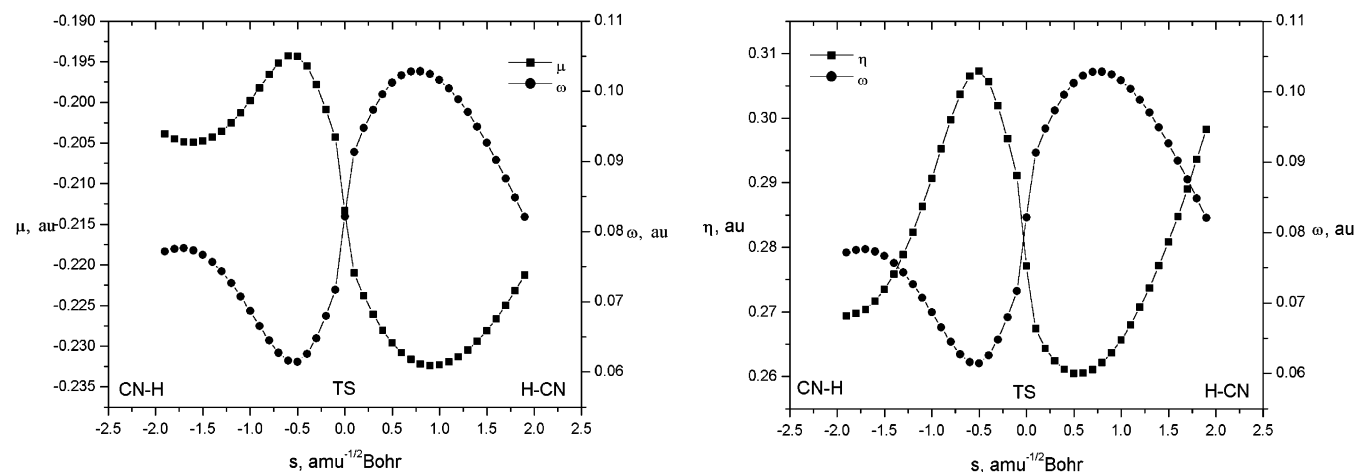 -0.190
-0.195
-0.200
-0.205
-0.210
-0.215
-0.220
-0.225
-0.230
-0.235
μ, au
μ
ω
0.11
0.10
0.09
0.08
0.07
0.06
ω, au
CN-H
TS
H-CN
-2.5 -2.0 -1.5 -1.0 -0.5 0.0 0.5 1.0 1.5 2.0 2.5
s, amu-1/2Bohr
0.31
0.30
0.29
0.28
0.27
0.26
η, au
η
ω
0.11
0.10
0.09
0.08
0.07
0.06
ω, au
CN-H
TS
H-CN
-2.5 -2.0 -1.5 -1.0 -0.5 0.0 0.5 1.0 1.5 2.0 2.5
s, amu-1/2Bohr